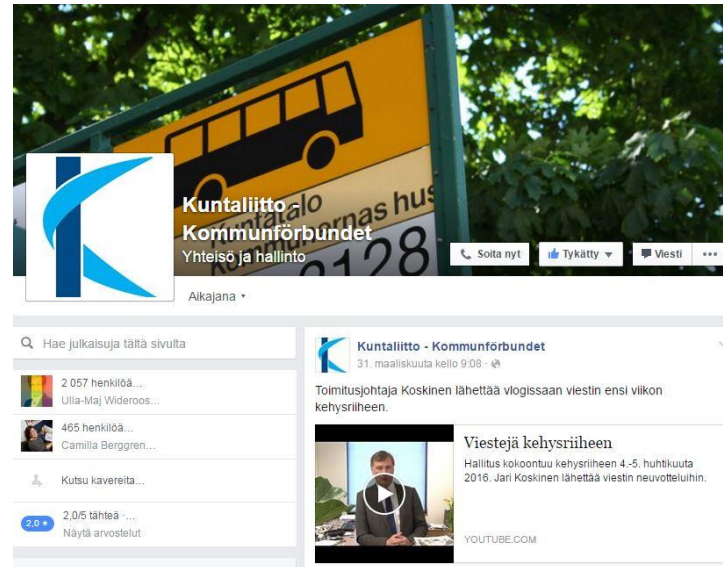 Kuntatalo
Kommunornas hus
3128
Kuntaliitto -
Kommunförbundet
Yhteisö ja hallinto
Soita nyt
Tykätty
Viesti
Aikajana
Hae julkaisuja tältä sivulta
2 057 henkilöä…
Ulla-Maj Wideroos…
465 henkilöä…
Camilla Berggren…
Kutsu kavereita…
2,0 ★
2,0/5 tähteä ·…
Näytä arvostelut
Kuntaliitto - Kommunförbundet
31. maaliskuuta kello 9:08 ·
Toimitusjohtaja Koskinen lähettää vlogissaan viestin ensi viikon
kehysriiheen.
Viestejä kehysriiheen
Hallitus kokoontuu kehysriiheen 4.-5. huhtikuuta
2016. Jari Koskinen lähettää viestin neuvotteluihin.
YOUTUBE.COM